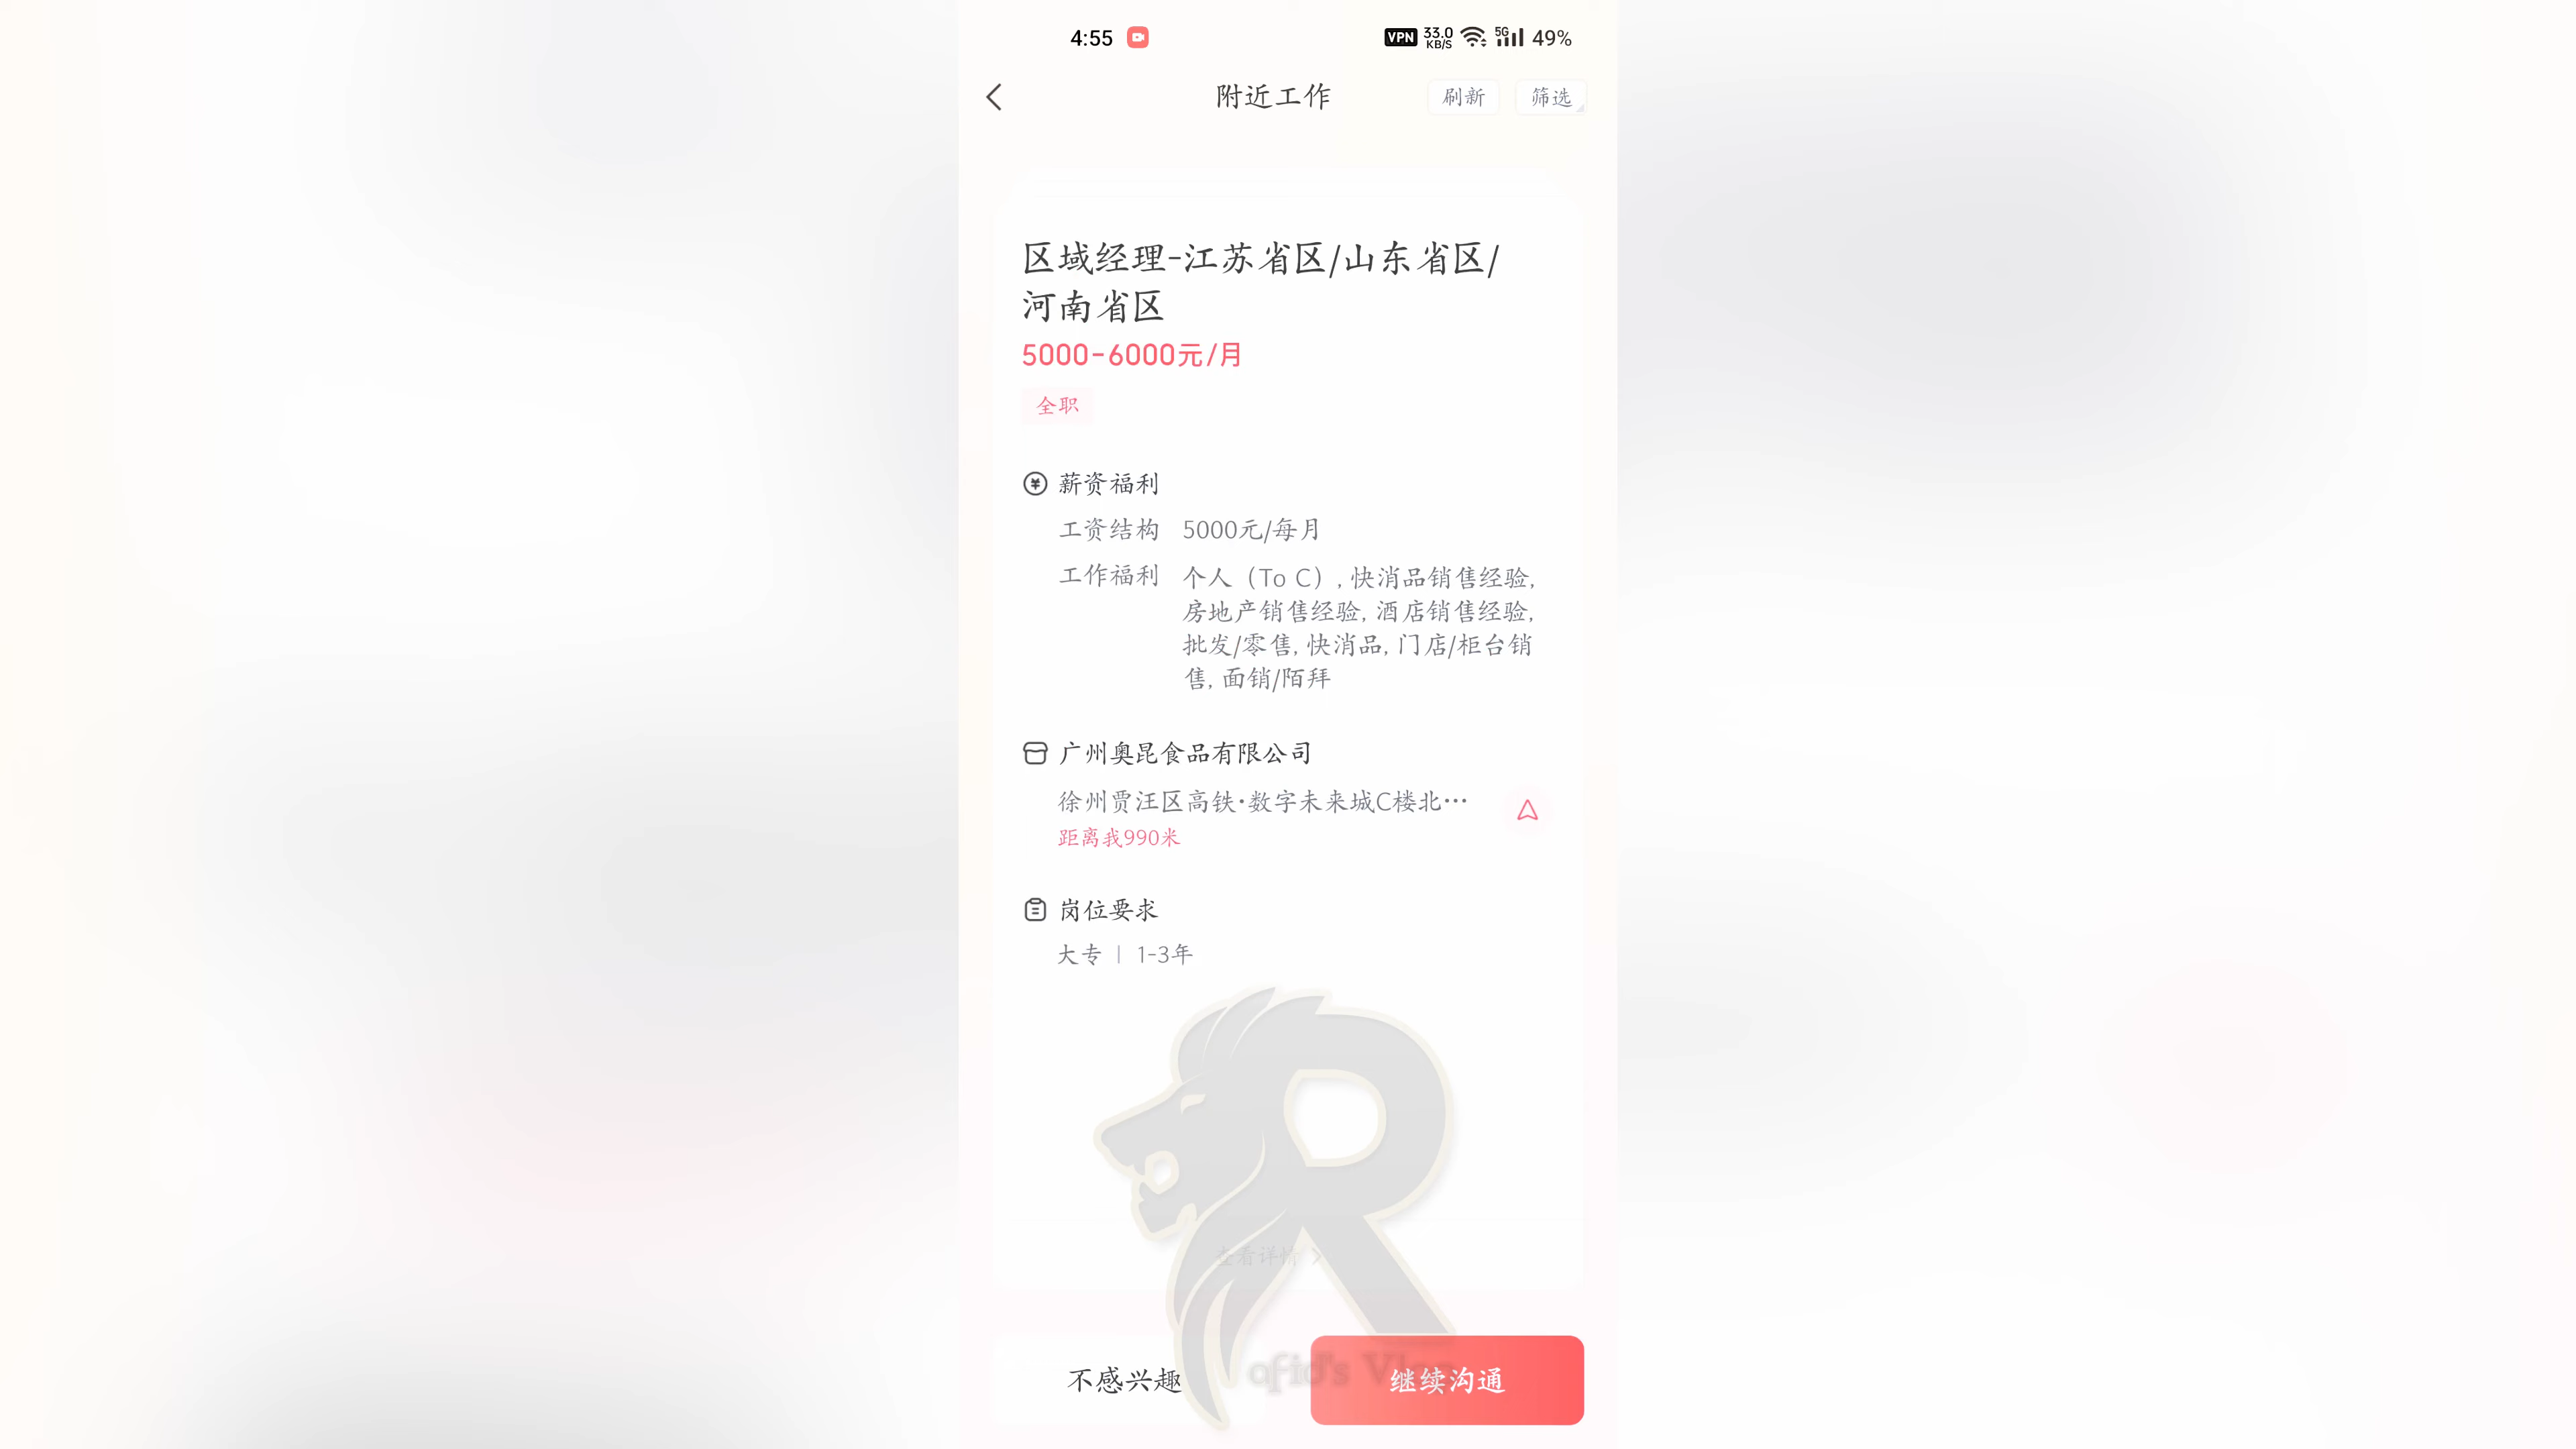 4:55
VPN 33.0 KB/S 5G 49%
附近工作
刷新
筛选
区域经理-江苏省区/山东省区/
河南省区
5000-6000元/月
全职
薪资福利
工资结构 5000元/每月
工作福利 个人（To C）, 快消品销售经验,
房地产销售经验, 酒店销售经验,
批发/零售, 快消品, 门店/柜台销
售, 面销/陌拜
广州奥昆食品有限公司
徐州贾汪区高铁·数字未来城C楼北…
距离我990米
岗位要求
大专 | 1-3年
查看详情
不感兴趣
继续沟通